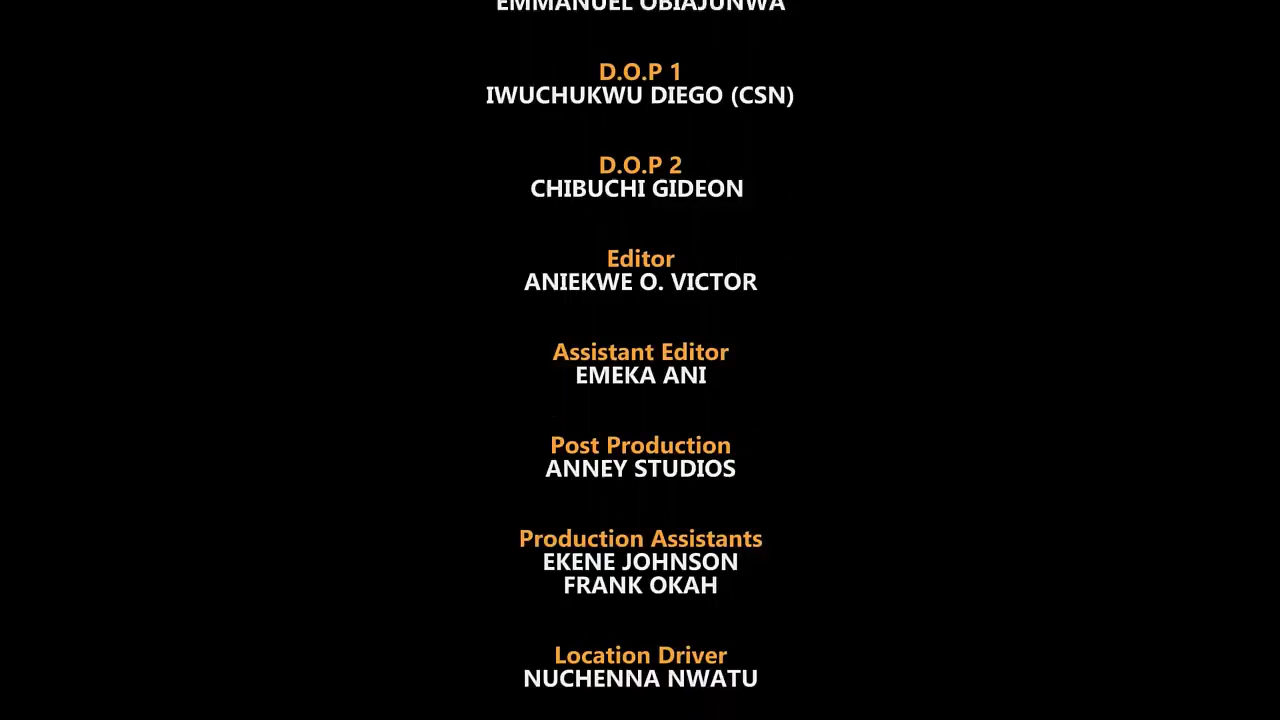 EMMANUEL OBIAJUNWA
D.O.P 1
IWUCHUKWU DIEGO (CSN)
D.O.P 2
CHIBUCHI GIDEON
Editor
ANIEKWE O. VICTOR
Assistant Editor
EMEKA ANI
Post Production
ANNEY STUDIOS
Production Assistants
EKENE JOHNSON
FRANK OKAH
Location Driver
NUCHENNA NWATU